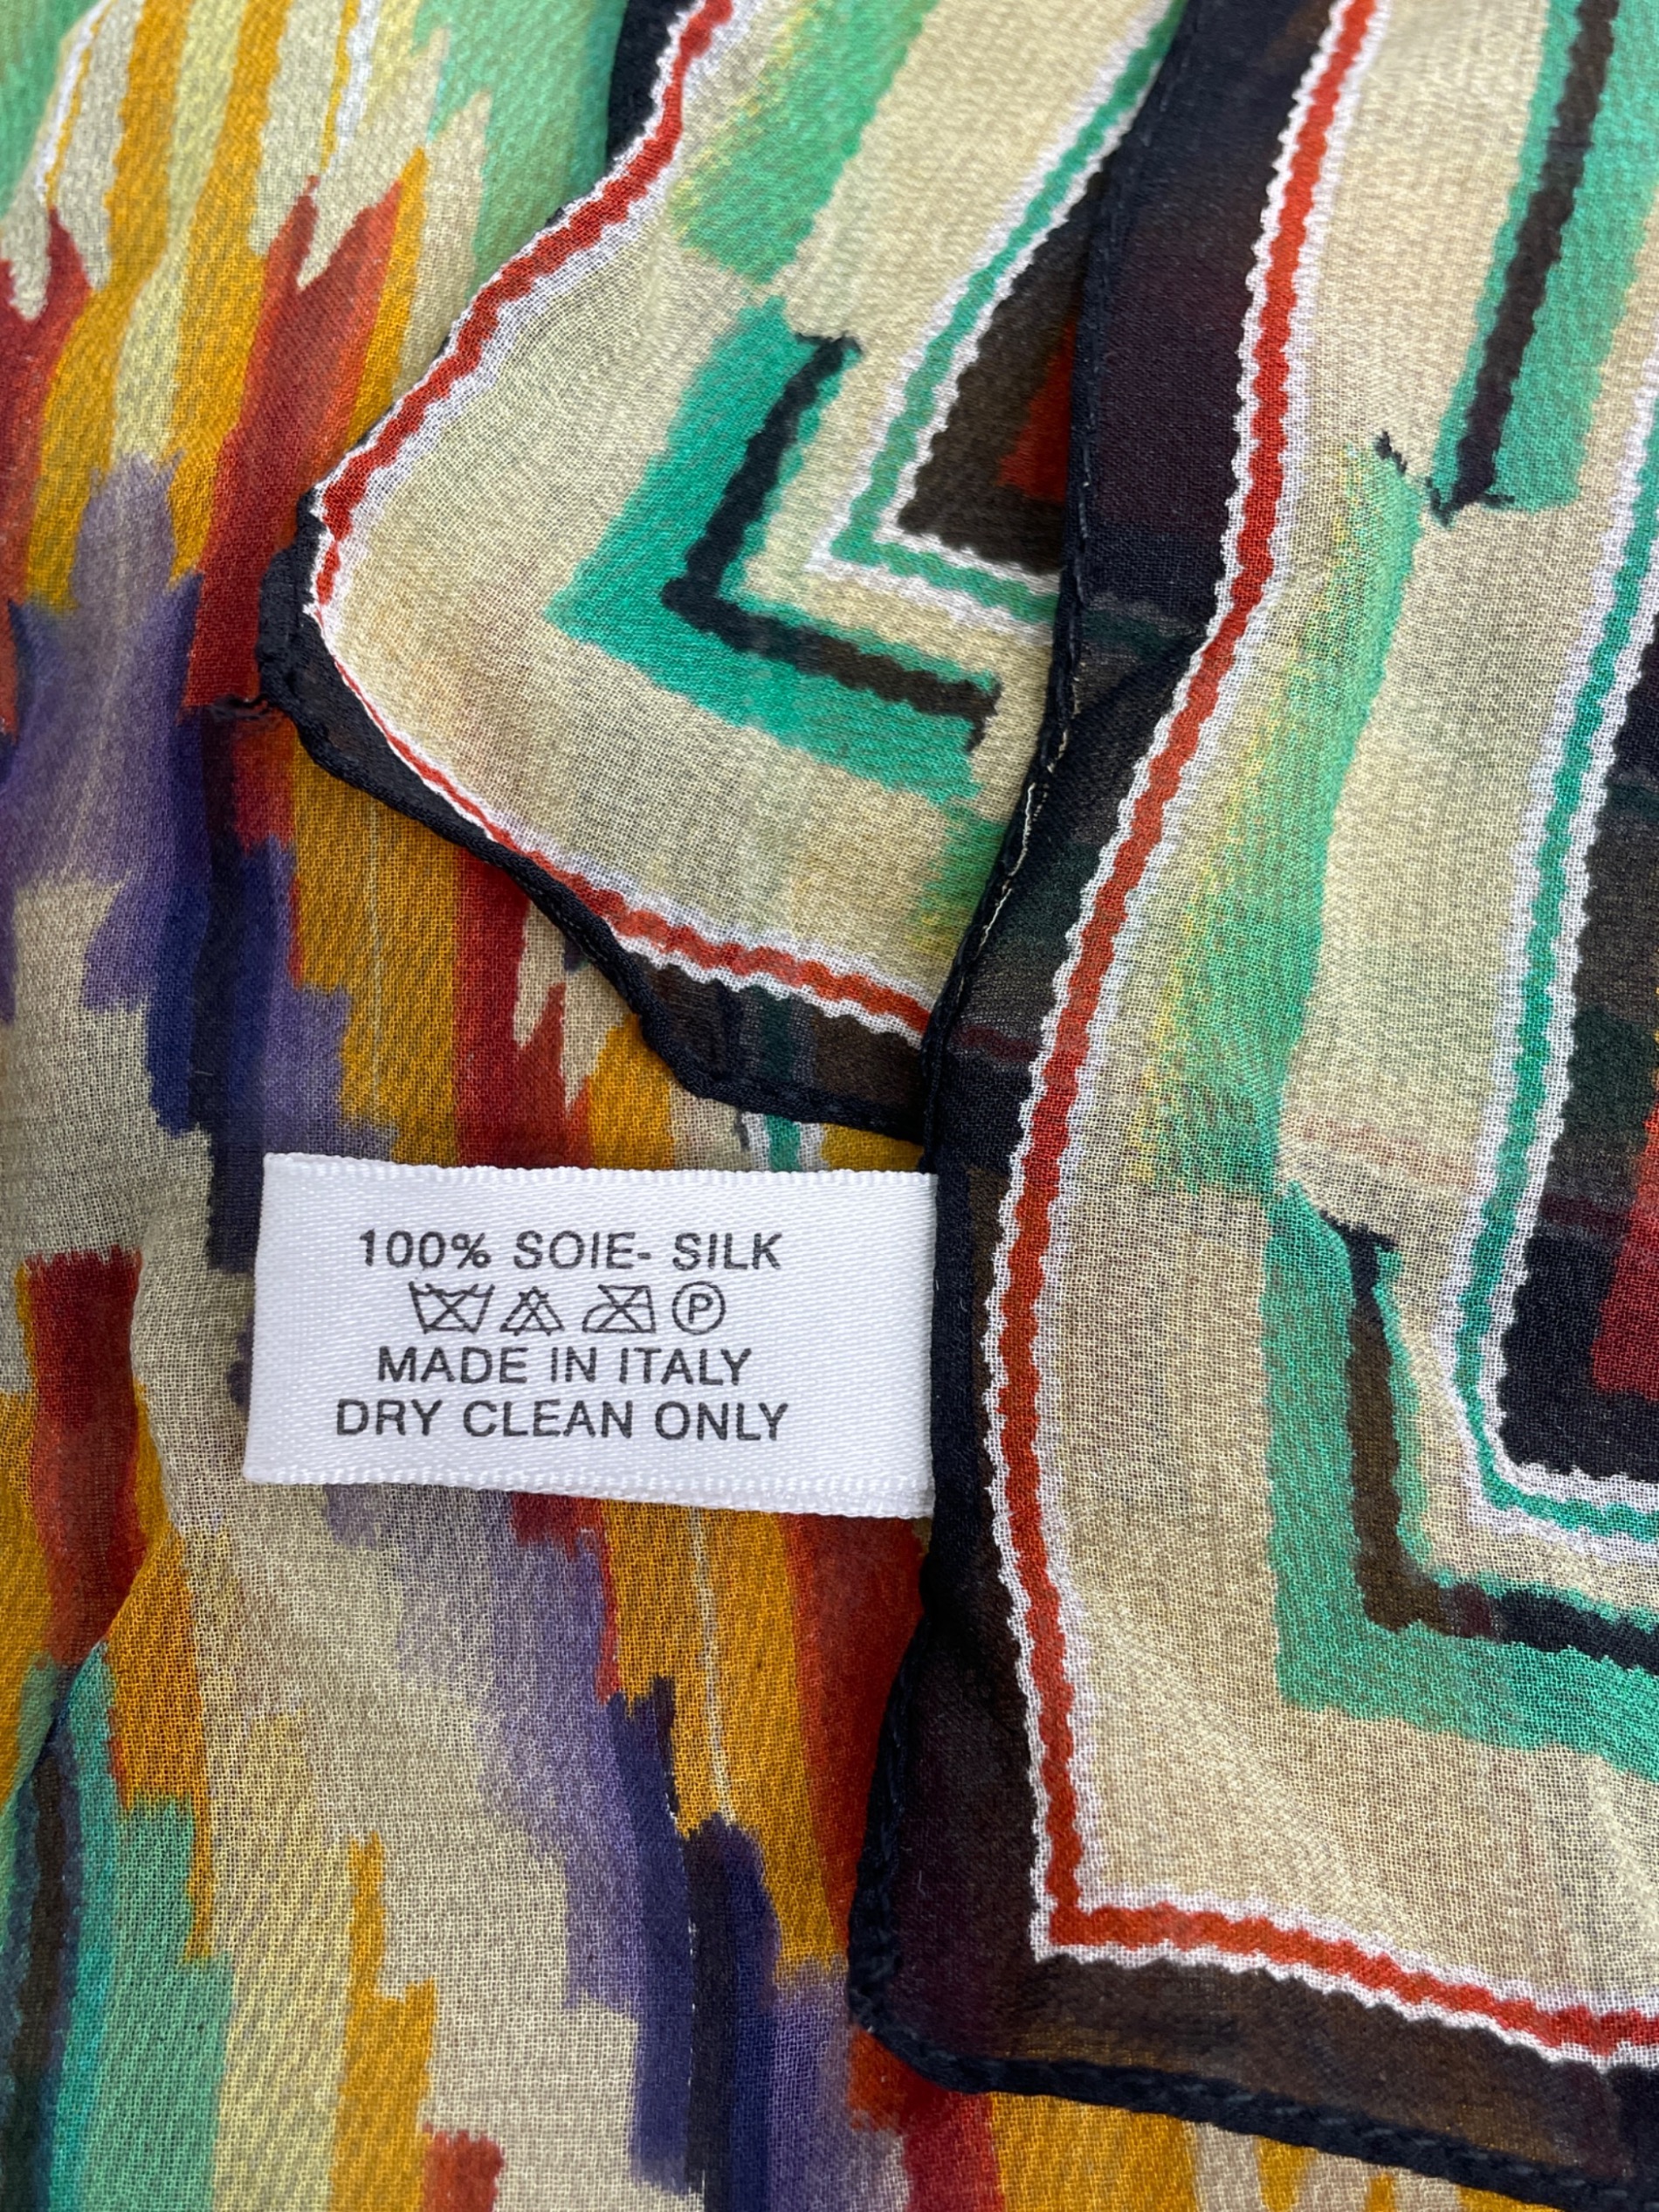 100% SOIE- SILK
P
MADE IN ITALY
DRY CLEAN ONLY